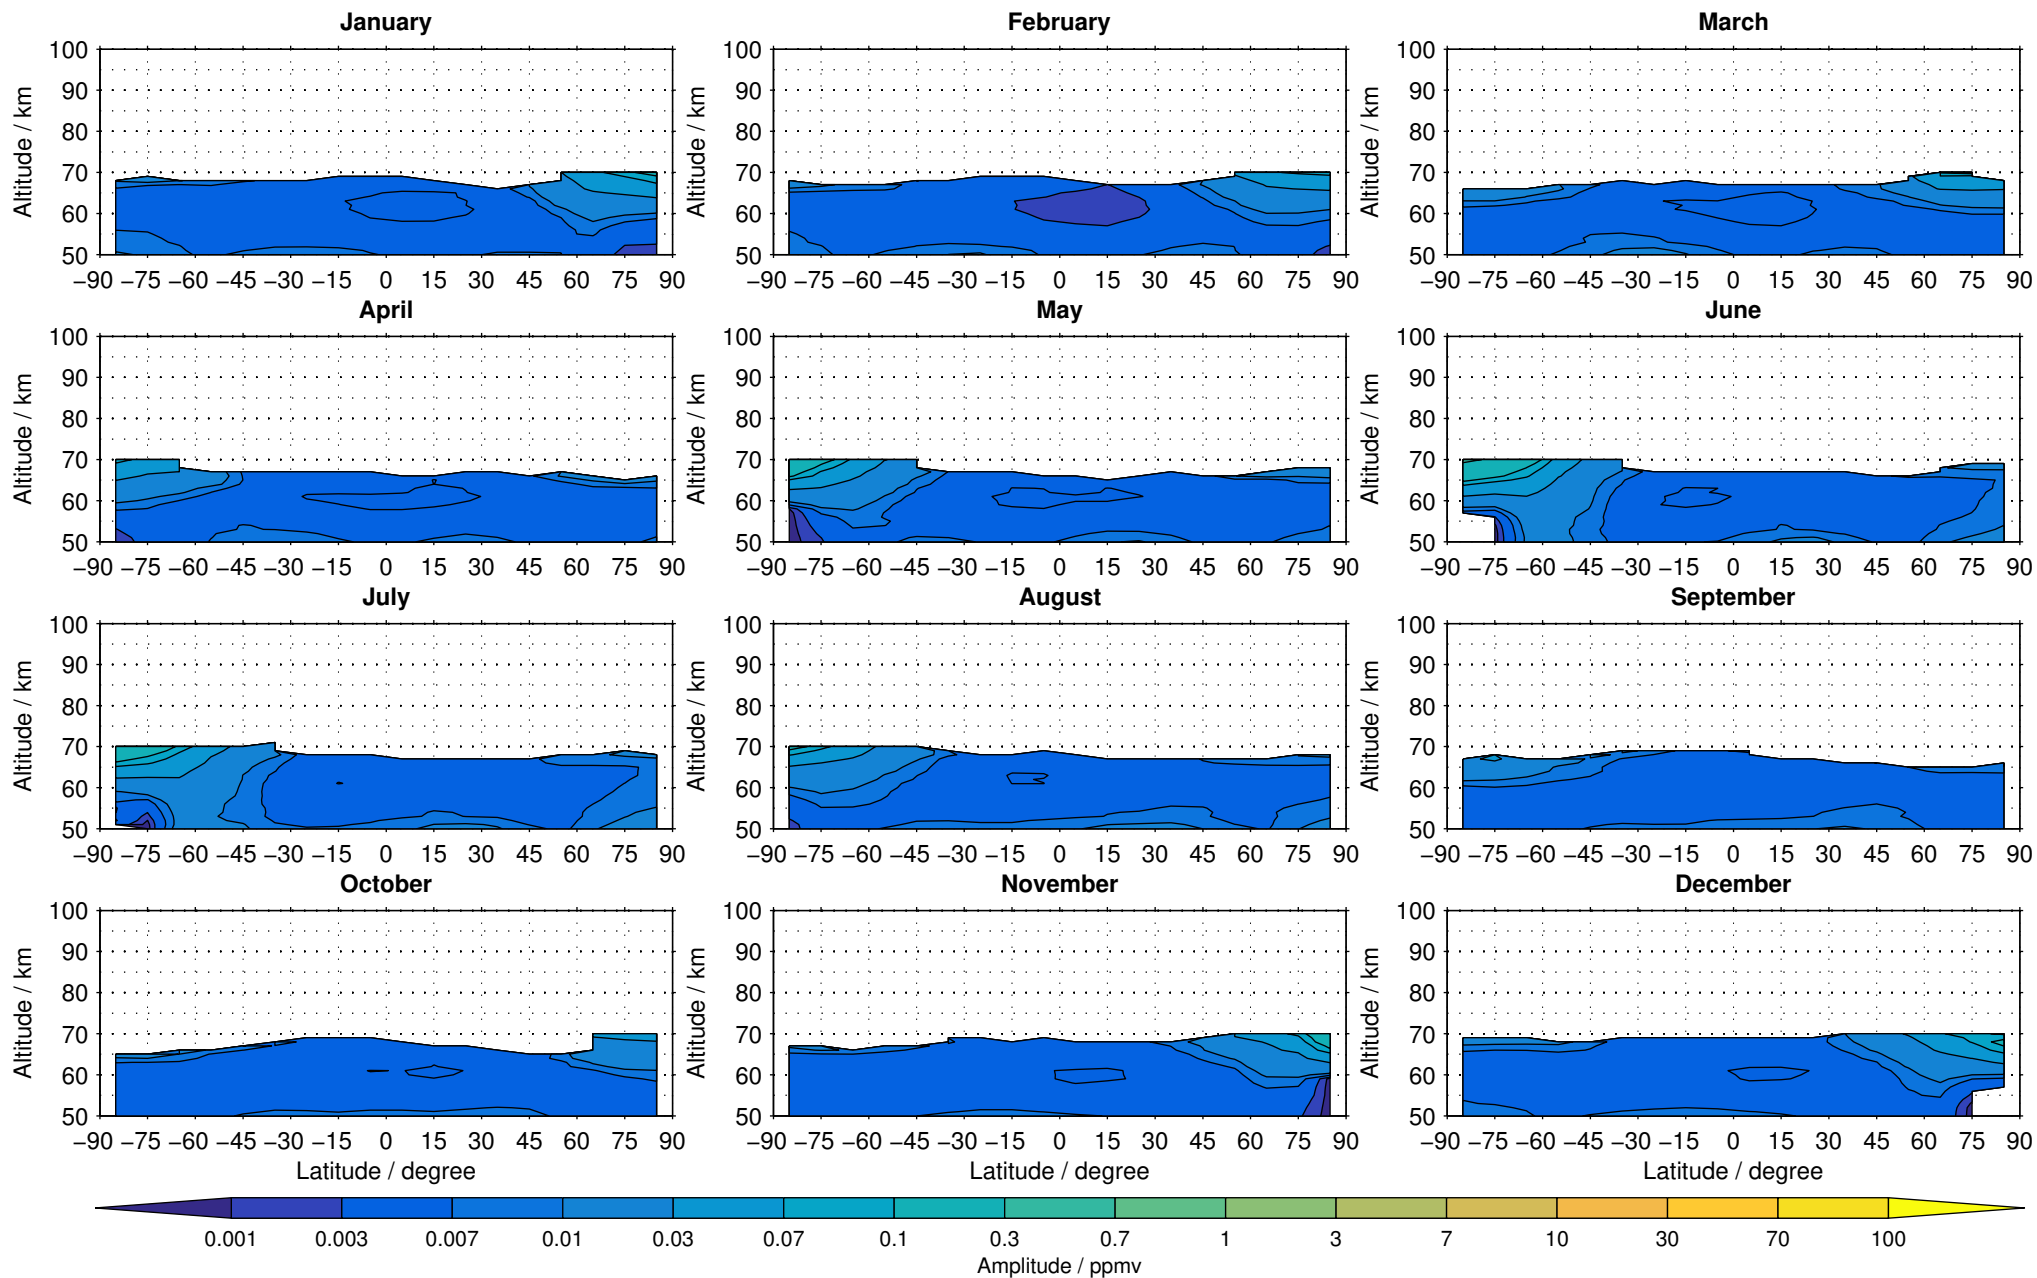 January February March
100 100 100
90 90 90
80 80 80
70 70 70
60 60 60
50 50 50
Altitude / km Altitude / km Altitude / km
−90 −75 −60 −45 −30 −15 0 15 30 45 60 75 90 −90 −75 −60 −45 −30 −15 0 15 30 45 60 75 90 −90 −75 −60 −45 −30 −15 0 15 30 45 60 75 90
April May June
100 100 100
90 90 90
80 80 80
70 70 70
60 60 60
50 50 50
Altitude / km Altitude / km Altitude / km
−90 −75 −60 −45 −30 −15 0 15 30 45 60 75 90 −90 −75 −60 −45 −30 −15 0 15 30 45 60 75 90 −90 −75 −60 −45 −30 −15 0 15 30 45 60 75 90
July August September
100 100 100
90 90 90
80 80 80
70 70 70
60 60 60
50 50 50
Altitude / km Altitude / km Altitude / km
−90 −75 −60 −45 −30 −15 0 15 30 45 60 75 90 −90 −75 −60 −45 −30 −15 0 15 30 45 60 75 90 −90 −75 −60 −45 −30 −15 0 15 30 45 60 75 90
October November December
100 100 100
90 90 90
80 80 80
70 70 70
60 60 60
50 50 50
Altitude / km Altitude / km Altitude / km
−90 −75 −60 −45 −30 −15 0 15 30 45 60 75 90 −90 −75 −60 −45 −30 −15 0 15 30 45 60 75 90 −90 −75 −60 −45 −30 −15 0 15 30 45 60 75 90
Latitude / degree Latitude / degree Latitude / degree
0.001 0.003 0.007 0.01 0.03 0.07 0.1 0.3 0.7 1 3 7 10 30 70 100
Amplitude / ppmv